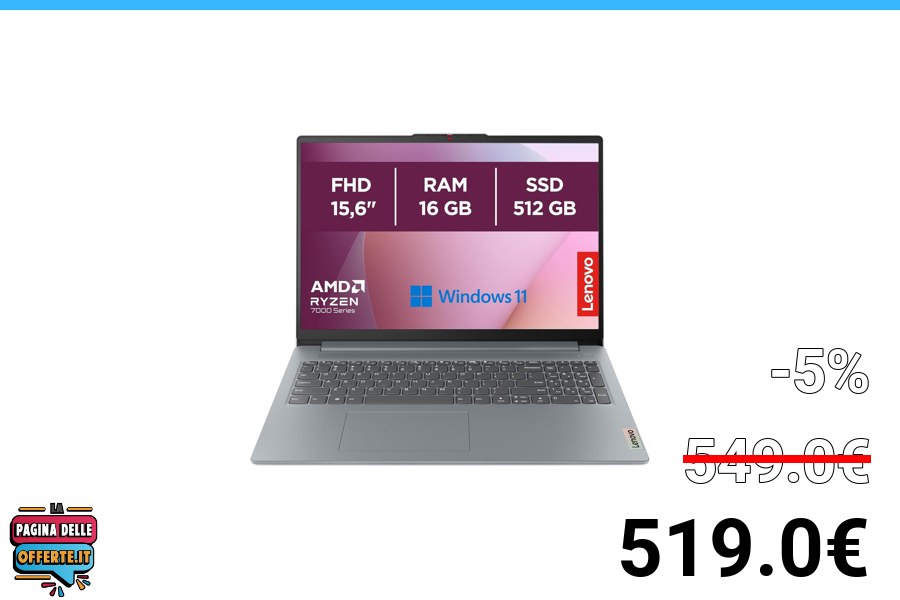 FHD
15,6"
RAM
16 GB
SSD
512 GB
AMD
RYZEN
7000 Series
Windows 11
Lenovo
Lenovo
-5%
549.0€
519.0€
LA
PAGINA DELLE
OFFERTE.IT